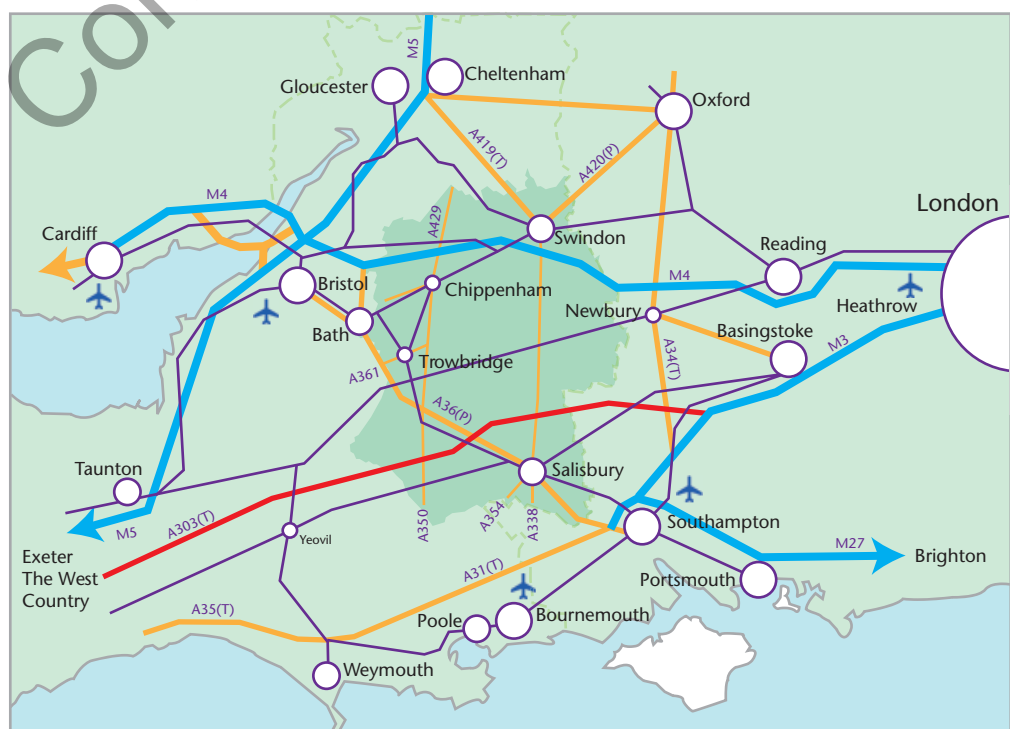 Con
M5
Cheltenham
Gloucester
Oxford
A419(T)
A420(P)
M4
A429
London
Cardiff
Swindon
Reading
Bristol
Chippenham
M4
Heathrow
Newbury
Bath
Basingstoke
M3
Trowbridge
A361
A34(T)
A36(P)
Taunton
Salisbury
A303(T)
M5
A350
A354
A338
Southampton
Yeovil
Exeter
The West
Country
M27
Brighton
A31(T)
Portsmouth
A35(T)
Poole
Bournemouth
Weymouth